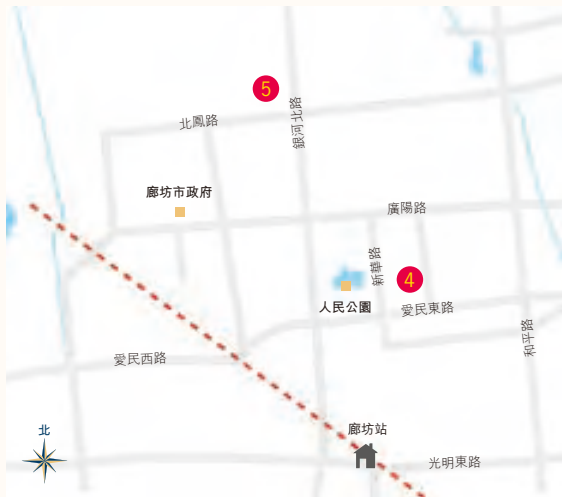 5
北鳳路
銀河北路
廊坊市政府
廣陽路
新華路
4
人民公園
愛民東路
和平路
愛民西路
廊坊站
北
光明東路